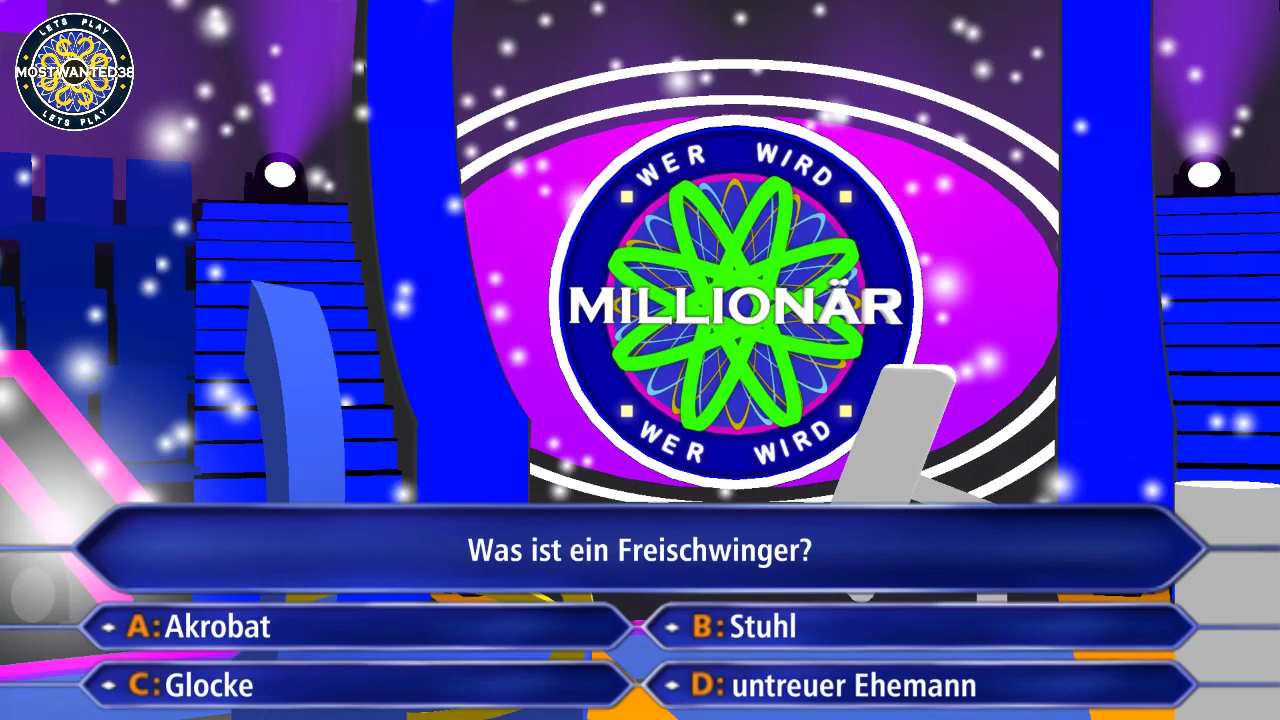 LETS PLAY
MOSTWANTED38
LETS PLAY
WER WIRD
MILLIONÄR
WER WIRD
Was ist ein Freischwinger?
A: Akrobat
B: Stuhl
C: Glocke
D: untreuer Ehemann